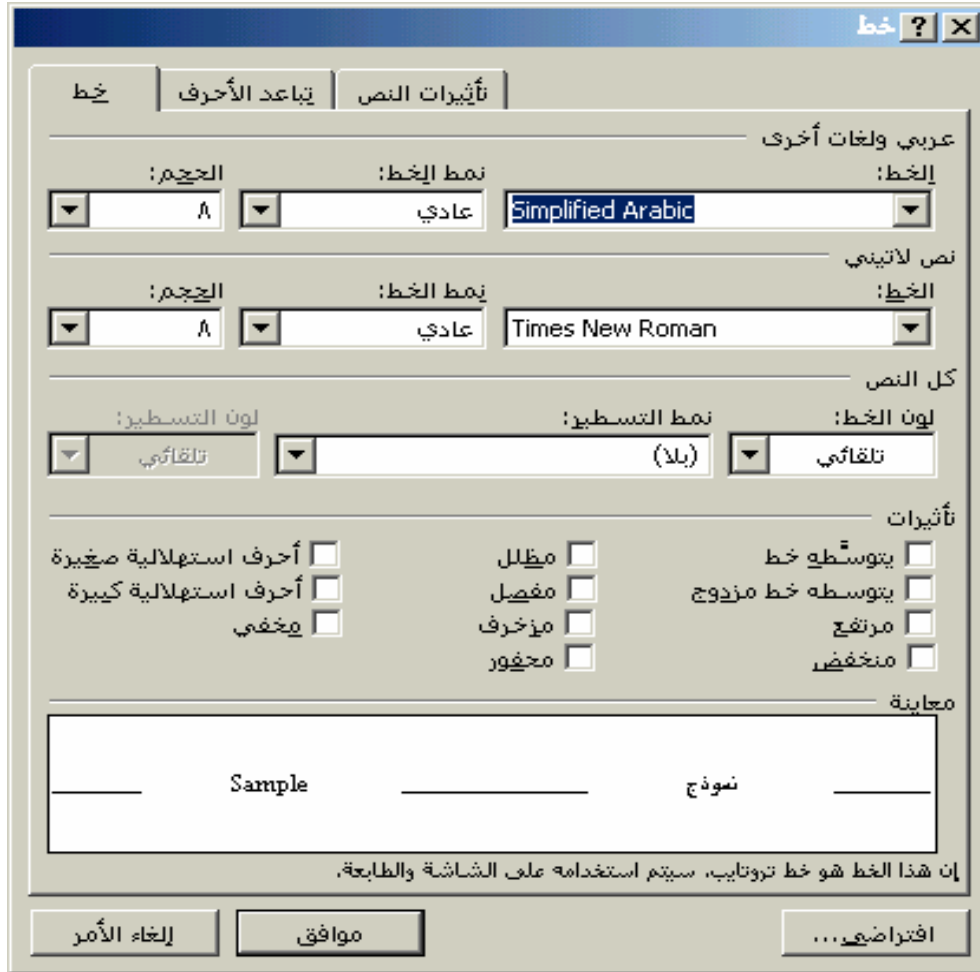 خط
خط تباعد الأحرف تأثيرات النص
عربي ولغات أخرى
الخط: نمط الخط: الحجم:
Simplified Arabic عادي ٨
نص لاتيني
الخط: نمط الخط: الحجم:
Times New Roman عادي ٨
كل النص
لون الخط: نمط التسطير: لون التسطير:
تلقائي (بلا) تلقائي
تأثيرات
يتوسّطه خط مظلل أحرف استهلالية صغيرة
يتوسطه خط مزدوج مفصل أحرف استهلالية كبيرة
مرتفع مزخرف مخفي
منخفض محفور
معاينة
نموذج Sample
إن هذا الخط هو خط تروتايب، سيتم استخدامه على الشاشة والطابعة.
افتراضي... موافق إلغاء الأمر